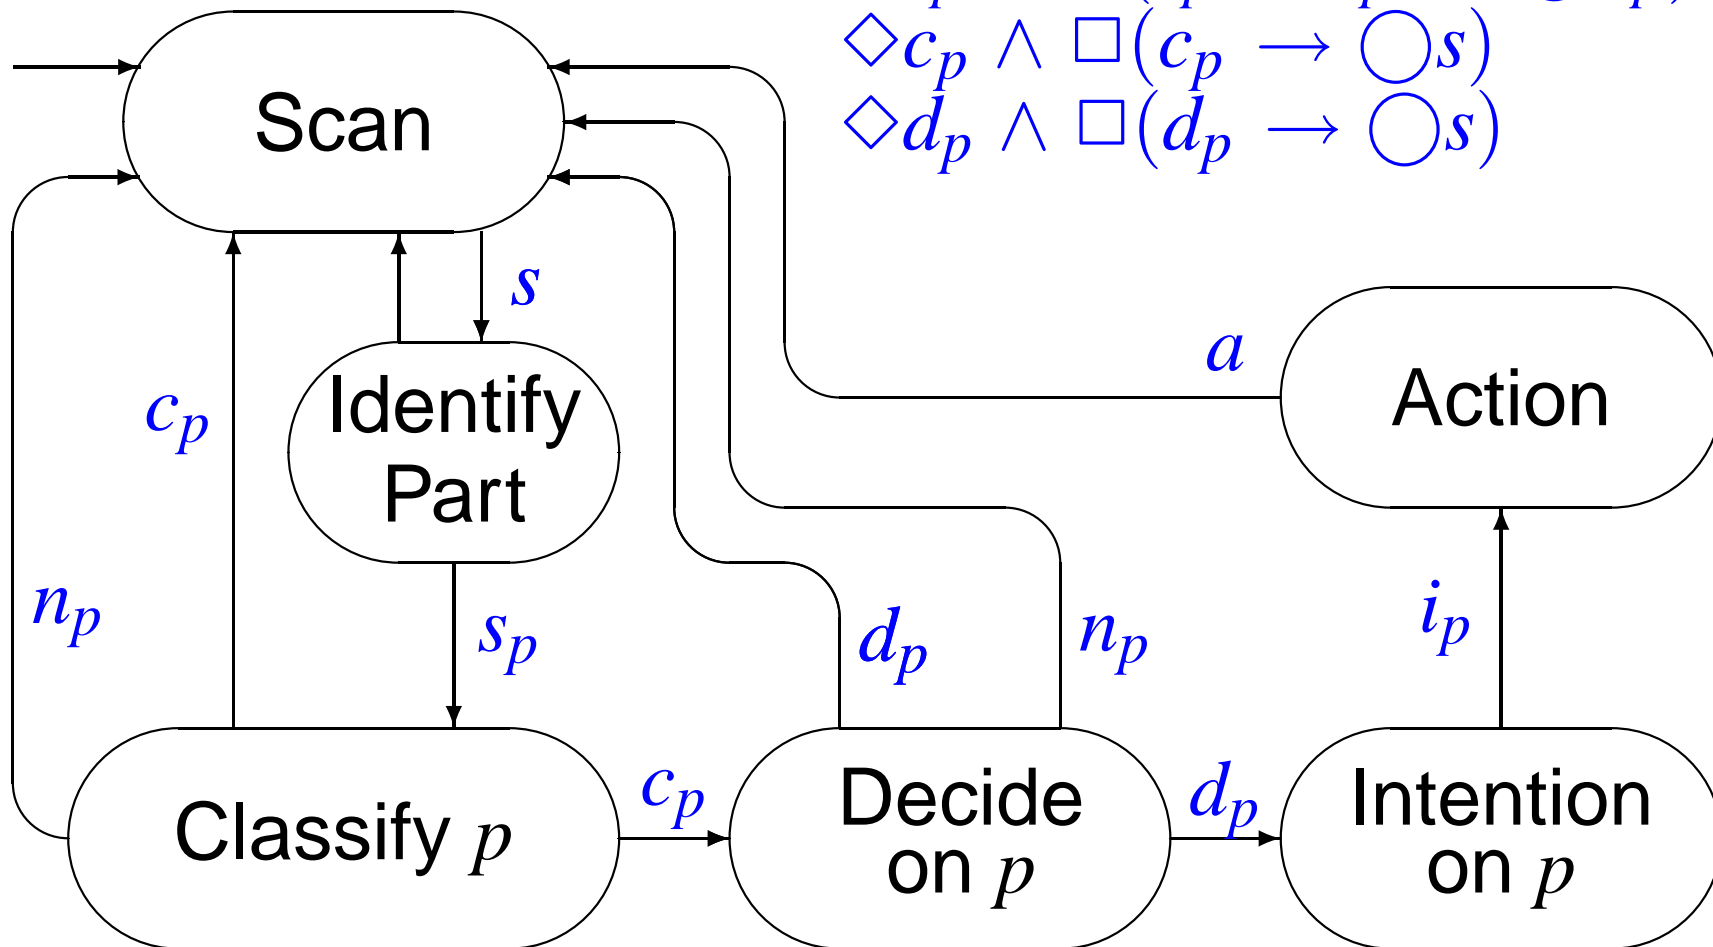 ◇c_p ∧ □(c_p → ◯s)
◇d_p ∧ □(d_p → ◯s)
Scan
s
a
Action
c_p
Identify
Part
n_p
s_p
d_p
n_p
i_p
Classify p
c_p
Decide
on p
d_p
Intention
on p